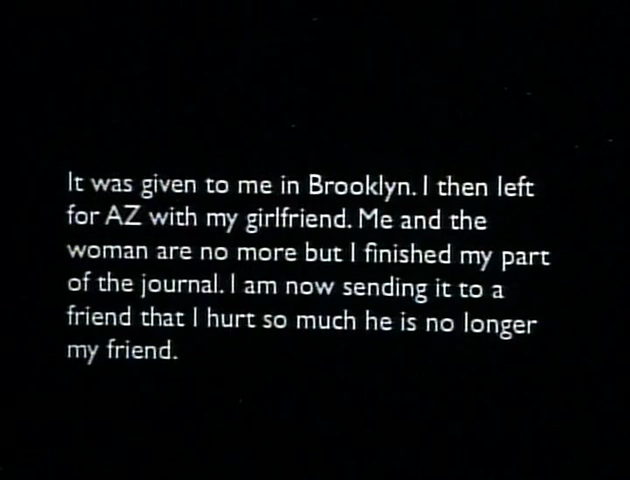 It was given to me in Brooklyn. I then left
for AZ with my girlfriend. Me and the
woman are no more but I finished my part
of the journal. I am now sending it to a
friend that I hurt so much he is no longer
my friend.